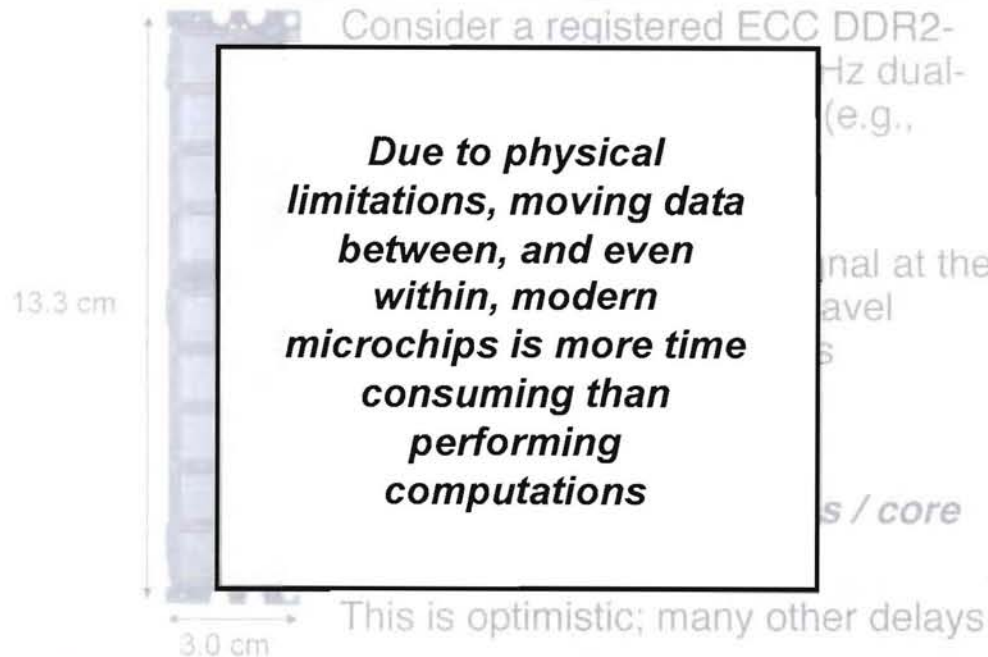 Consider a registered ECC DDR2-
Hz dual-
(e.g.,
Due to physical
limitations, moving data
between, and even
within, modern
microchips is more time
consuming than
performing
computations
nal at the
avel
s
13.3 cm
s / core
This is optimistic; many other delays
3.0 cm